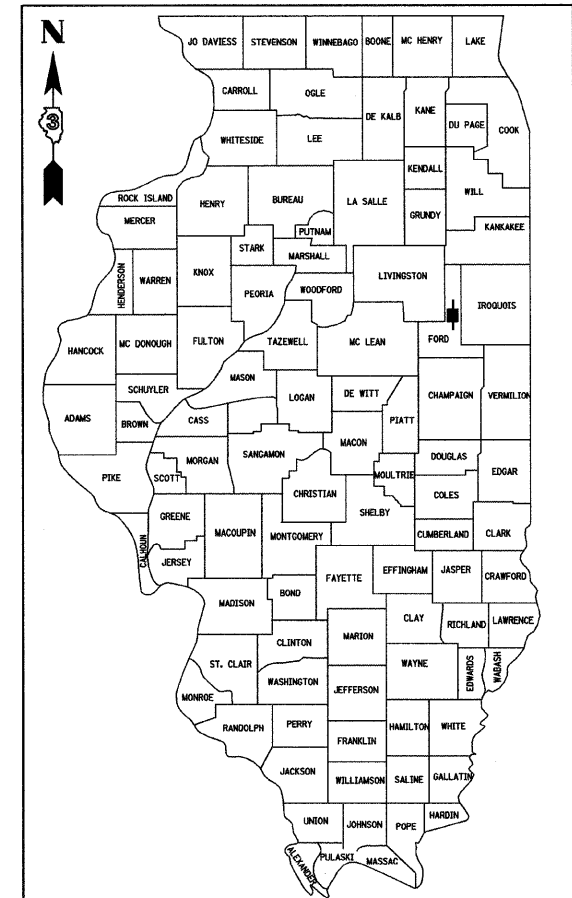 N
JO DAVIESS STEVENSON WINNEBAGO BOONE MC HENRY LAKE
CARROLL OGLE
DE KALB KANE
DU PAGE COOK
WHITESIDE LEE
KENDALL
WILL
ROCK ISLAND
HENRY BUREAU LA SALLE
GRUNDY
MERCER
PUTNAM
KANKAKEE
STARK MARSHALL
HENDERSON WARREN KNOX
LIVINGSTON
PEORIA WOODFORD
IROQUOIS
HANCOCK MC DONOUGH FULTON TAZEWELL MC LEAN FORD
MASON
SCHUYLER
LOGAN DE WITT
CHAMPAIGN VERMILION
ADAMS BROWN CASS
PIATT
MACON
SANGAMON
MORGAN
DOUGLAS
PIKE SCOTT
MOULTRIE EDGAR
CHRISTIAN COLES
GREENE
SHELBY
MACOUPIN MONTGOMERY
CUMBERLAND CLARK
CALHOUN JERSEY
FAYETTE EFFINGHAM JASPER CRAWFORD
MADISON BOND
CLAY RICHLAND LAWRENCE
CLINTON MARION
ST. CLAIR
WAYNE EDWARDS WABASH
WASHINGTON JEFFERSON
MONROE
RANDOLPH PERRY
HAMILTON WHITE
FRANKLIN
JACKSON
WILLIAMSON SALINE GALLATIN
UNION JOHNSON POPE HARDIN
ALEXANDER PULASKI MASSAC